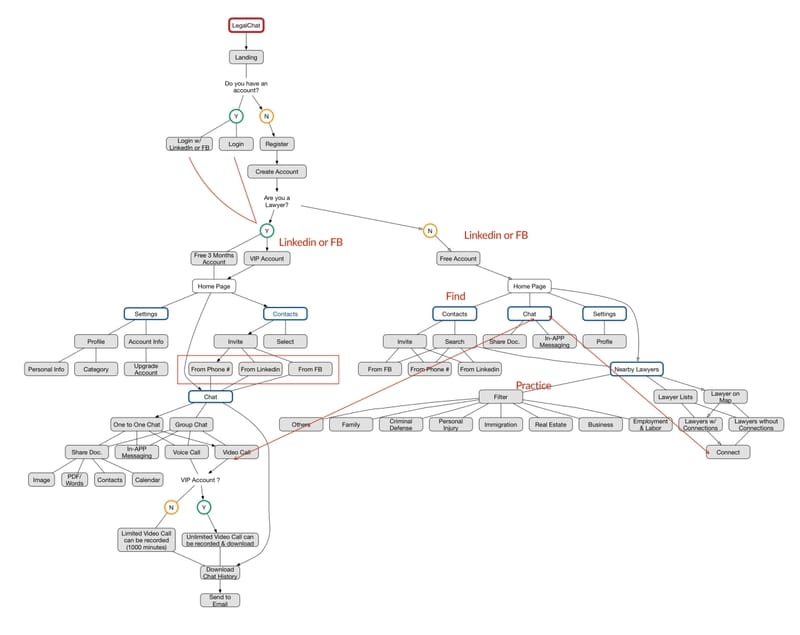 LegalChat
Landing
Do you have an
account?
Y
N
Login w/
LinkedIn or FB
Login
Register
Create Account
Are you a
Lawyer?
Y
Linkedin or FB
N
Linkedin or FB
Free 3 Months
Account
VIP Account
Free Account
Home Page
Home Page
Find
Settings
Contacts
Contacts
Chat
Settings
Profile
Account Info
Invite
Select
Invite
Search
Share Doc.
In-APP
Messaging
Profle
Personal Info
Category
Upgrade
Account
From Phone #
From Linkedin
From FB
From FB
From Phone #
From Linkedin
Nearby Lawyers
Practice
Chat
Filter
Lawyer Lists
Lawyer on
Map
One to One Chat
Group Chat
Others
Family
Criminal
Defense
Personal
Injury
Immigration
Real Estate
Business
Employment
& Labor
Lawyers w/
Connections
Lawyers without
Connections
Share Doc.
In-APP
Messaging
Voice Call
Video Call
Connect
Image
PDF/
Words
Contacts
Calendar
VIP Account ?
N
Y
Limited Video Call
can be recorded
(1000 minutes)
Unlimited Video Call can
be recorded & download
Download
Chat History
Send to
Email